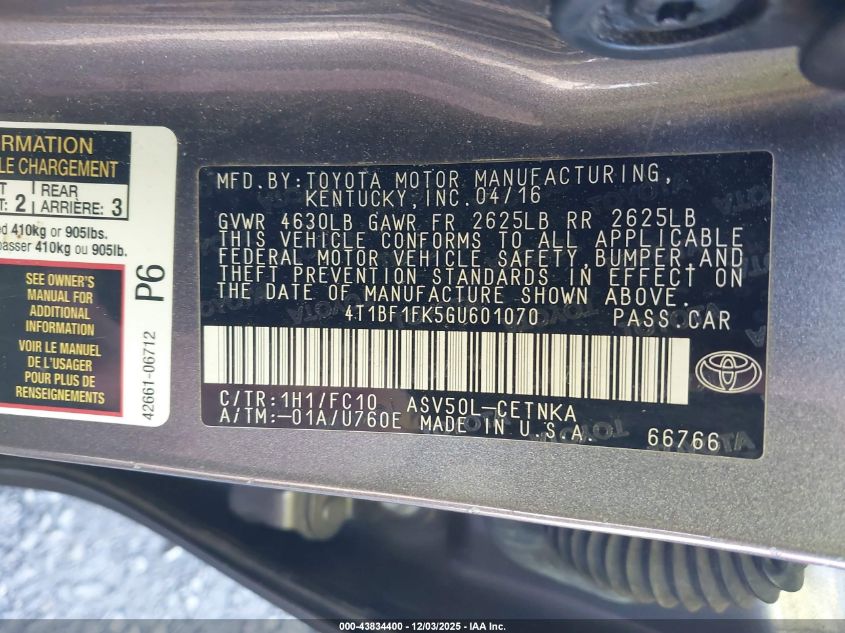 RMATION
LE CHARGEMENT
2 REAR
ARRIÈRE: 3
410kg or 905lbs.
passer 410kg ou 905lb.
SEE OWNER'S
MANUAL FOR
ADDITIONAL
INFORMATION
VOIR LE MANUEL
DE L'USAGER
POUR PLUS DE
RENSEIGNEMENTS
P6
42661-06712
MFD.BY:TOYOTA MOTOR MANUFACTURING,
KENTUCKY, INC. 04/16
GVWR 4630LB GAWR FR 2625LB RR 2625LB
THIS VEHICLE CONFORMS TO ALL APPLICABLE
FEDERAL MOTOR VEHICLE SAFETY, BUMPER, AND
THEFT PREVENTION STANDARDS IN EFFECT ON
THE DATE OF MANUFACTURE SHOWN ABOVE.
4T1BF1FK5GU601070 PASS.CAR
C/TR:1H1/FC10 ASV50L-CETNKA
A/TM:-01A/U760E MADE IN U.S.A. 66766
000-43834400 - 12/03/2025 - IAA Inc.